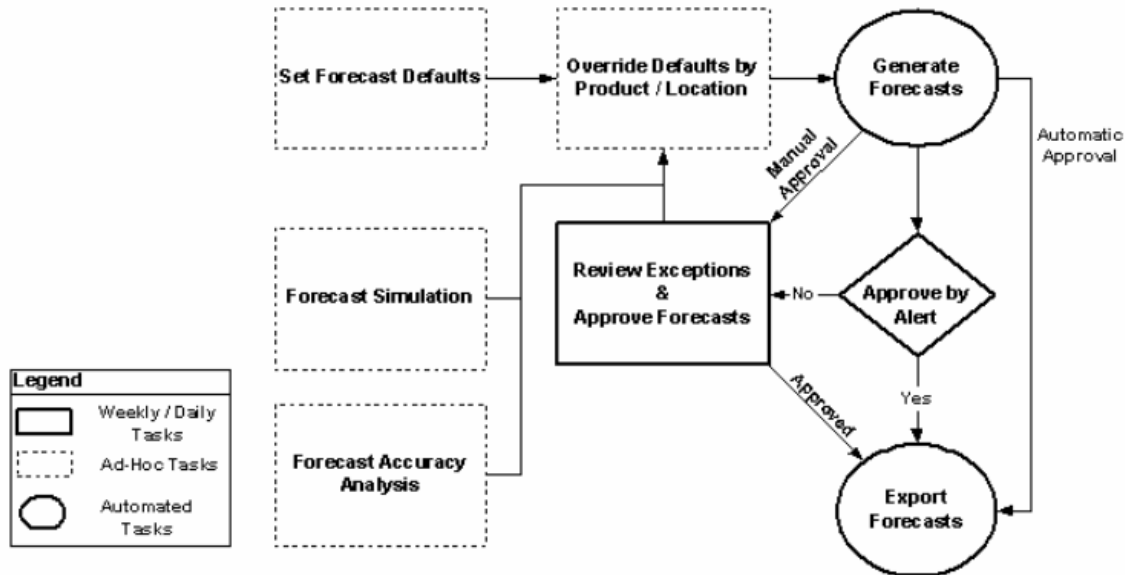 Set Forecast Defaults
Override Defaults by
Product / Location
Generate
Forecasts
Automatic
Approval
Manual
Approval
Forecast Simulation
Review Exceptions
&
Approve Forecasts
No
Approve by
Alert
Legend
Weekly / Daily
Tasks
Ad-Hoc Tasks
Automated
Tasks
Forecast Accuracy
Analysis
Approved
Yes
Export
Forecasts